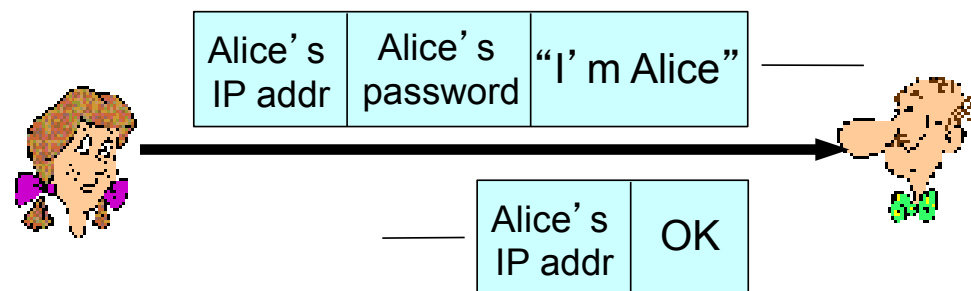 Alice’s
IP addr
Alice’s
password
“I’m Alice”
Alice’s
IP addr
OK